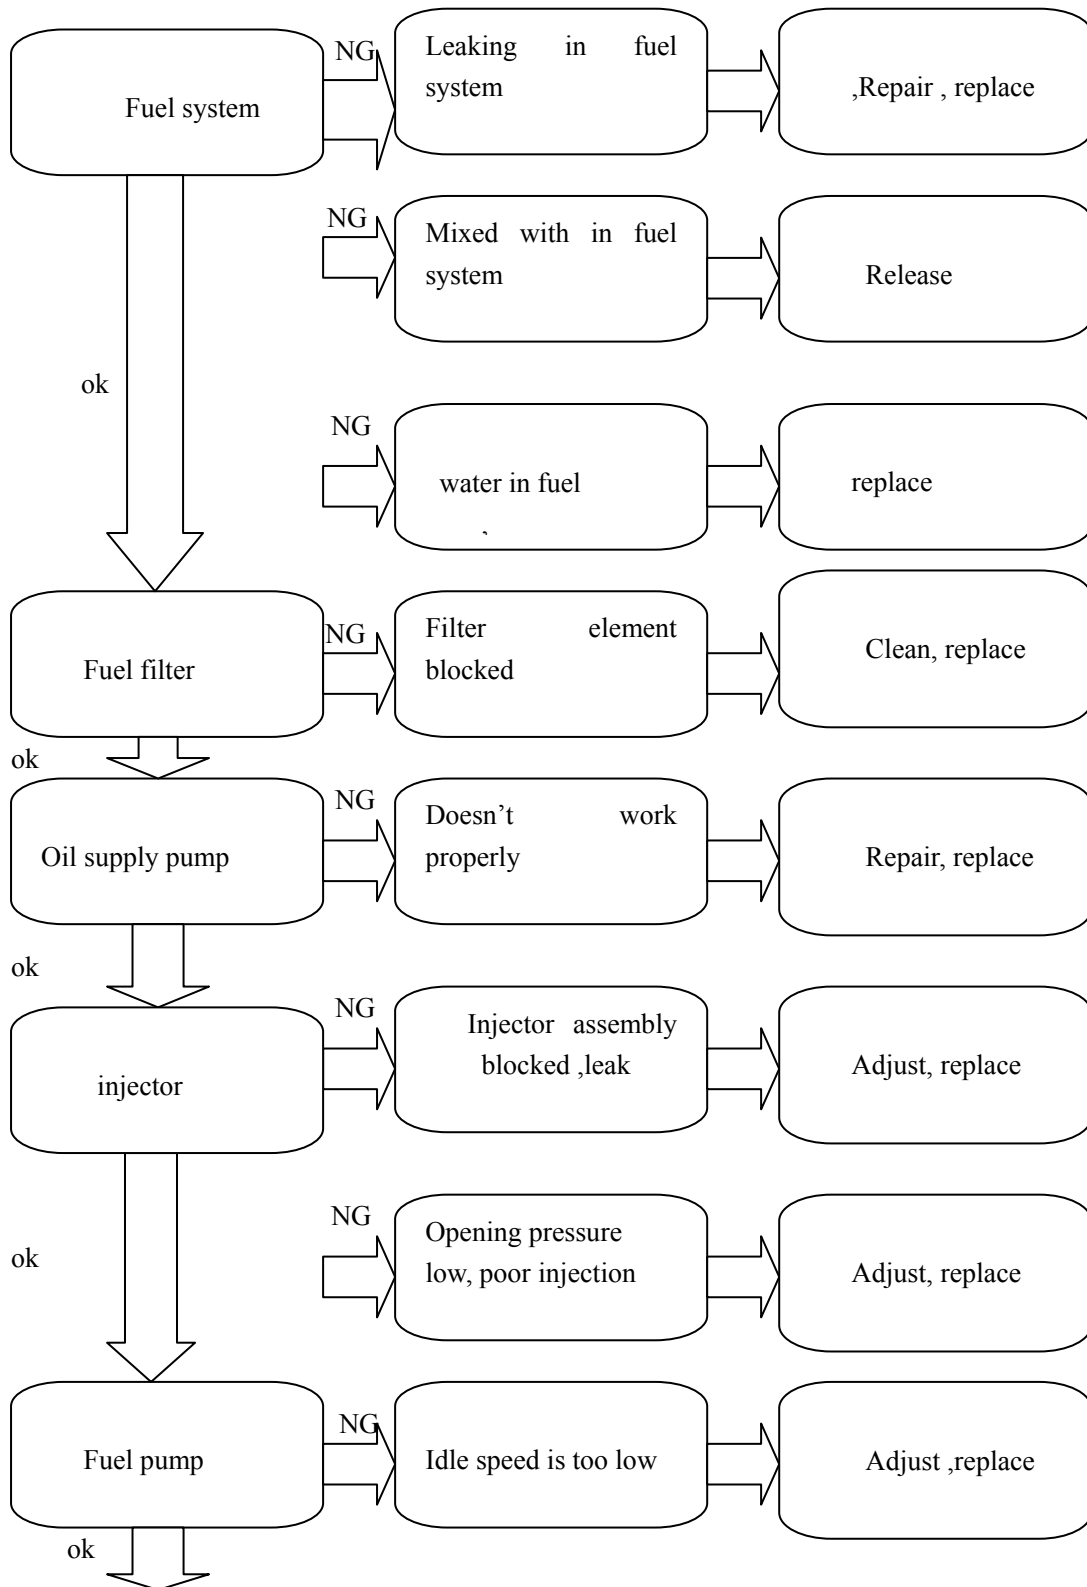 Fuel system
NG
Leaking in fuel
system
,Repair , replace
NG
Mixed with in fuel
system
Release
ok
NG
water in fuel
replace
Fuel filter
NG
Filter element
blocked
Clean, replace
ok
Oil supply pump
NG
Doesn’t work
properly
Repair, replace
ok
injector
NG
Injector assembly
blocked ,leak
Adjust, replace
ok
NG
Opening pressure
low, poor injection
Adjust, replace
Fuel pump
NG
Idle speed is too low
Adjust ,replace
ok